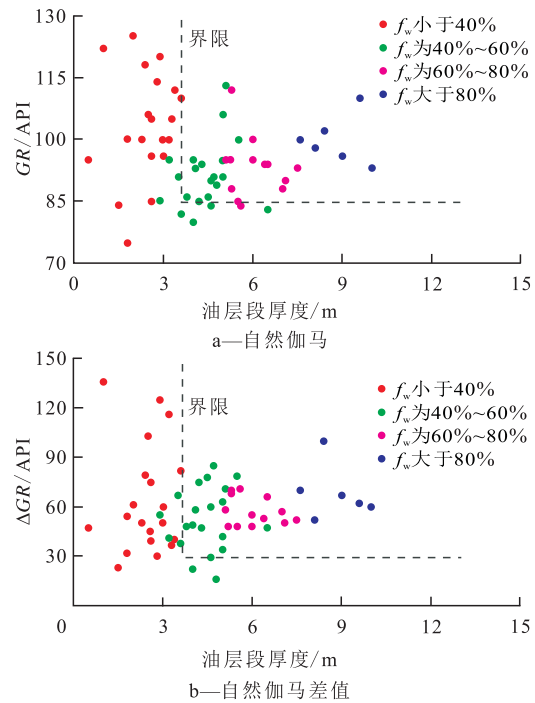 130
115
100
85
70
GR/API
界限
fw小于40%
fw为40%~60%
fw为60%~80%
fw大于80%
0 3 6 9 12 15
油层段厚度/m
a—自然伽马
150
120
90
60
30
ΔGR/API
界限
fw小于40%
fw为40%~60%
fw为60%~80%
fw大于80%
0 3 6 9 12 15
油层段厚度/m
b—自然伽马差值